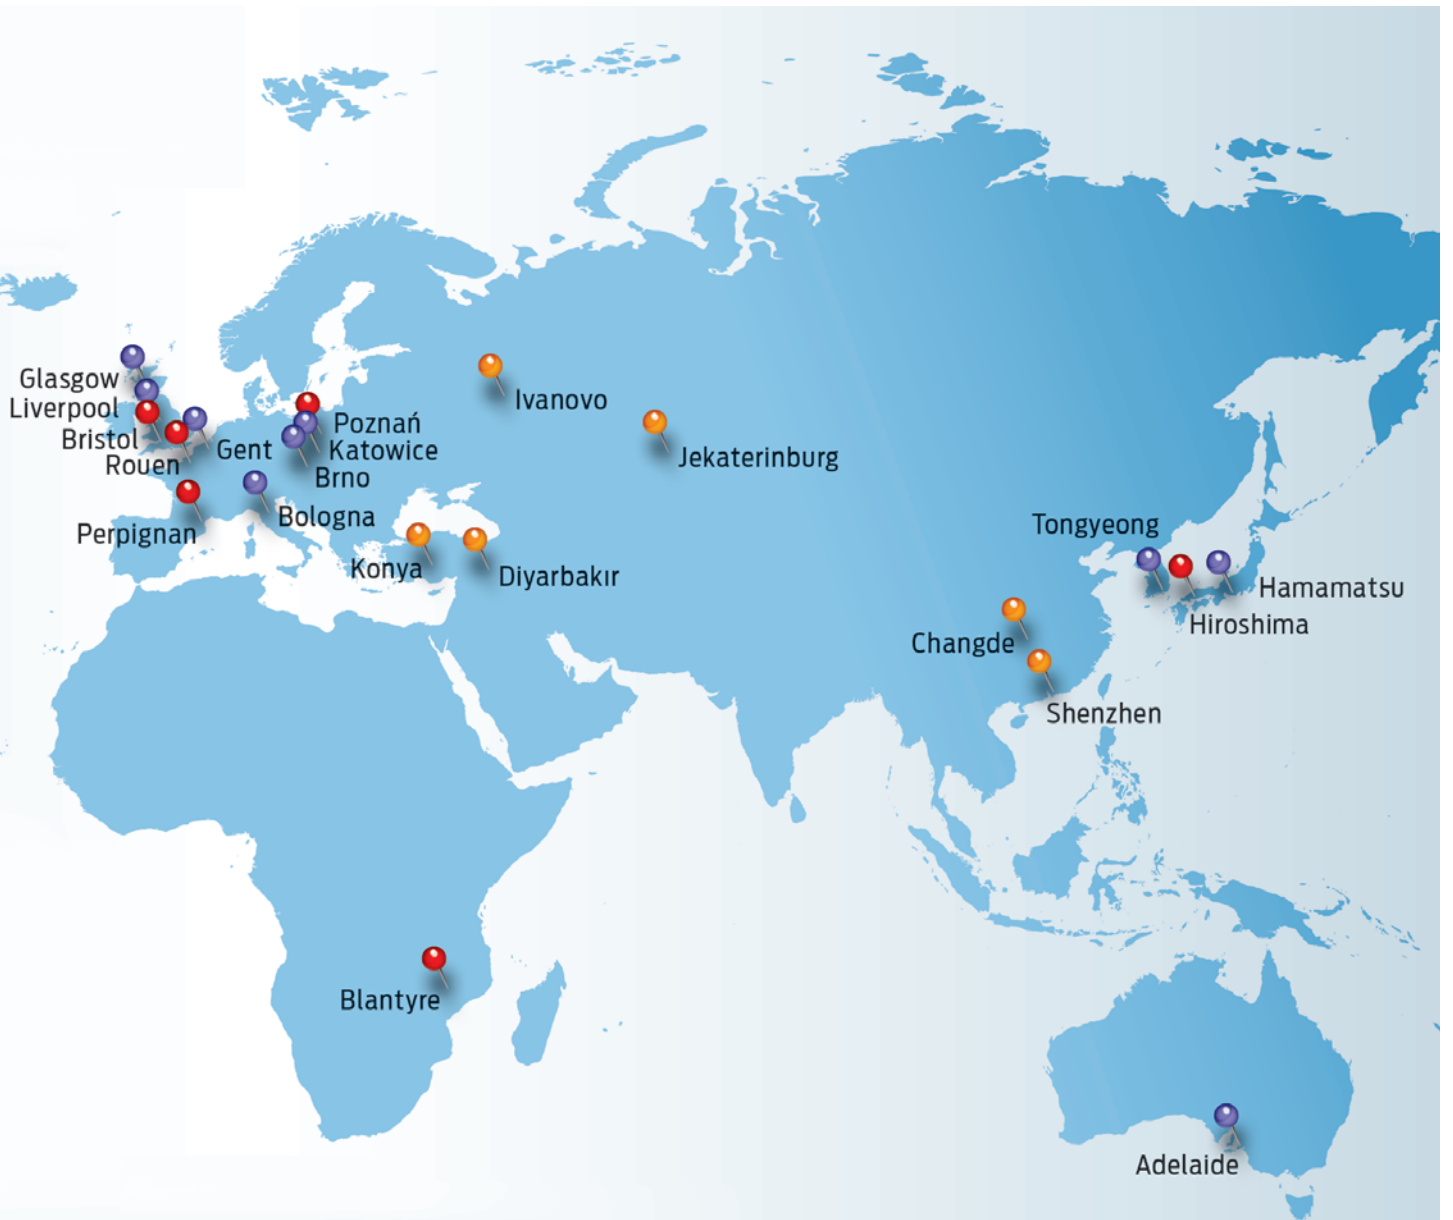 Glasgow
Liverpool
Bristol
Rouen
Gent
Perpignan
Poznań
Katowice
Brno
Bologna
Ivanovo
Jekaterinburg
Konya
Diyarbakır
Tongyeong
Hamamatsu
Hiroshima
Changde
Shenzhen
Blantyre
Adelaide